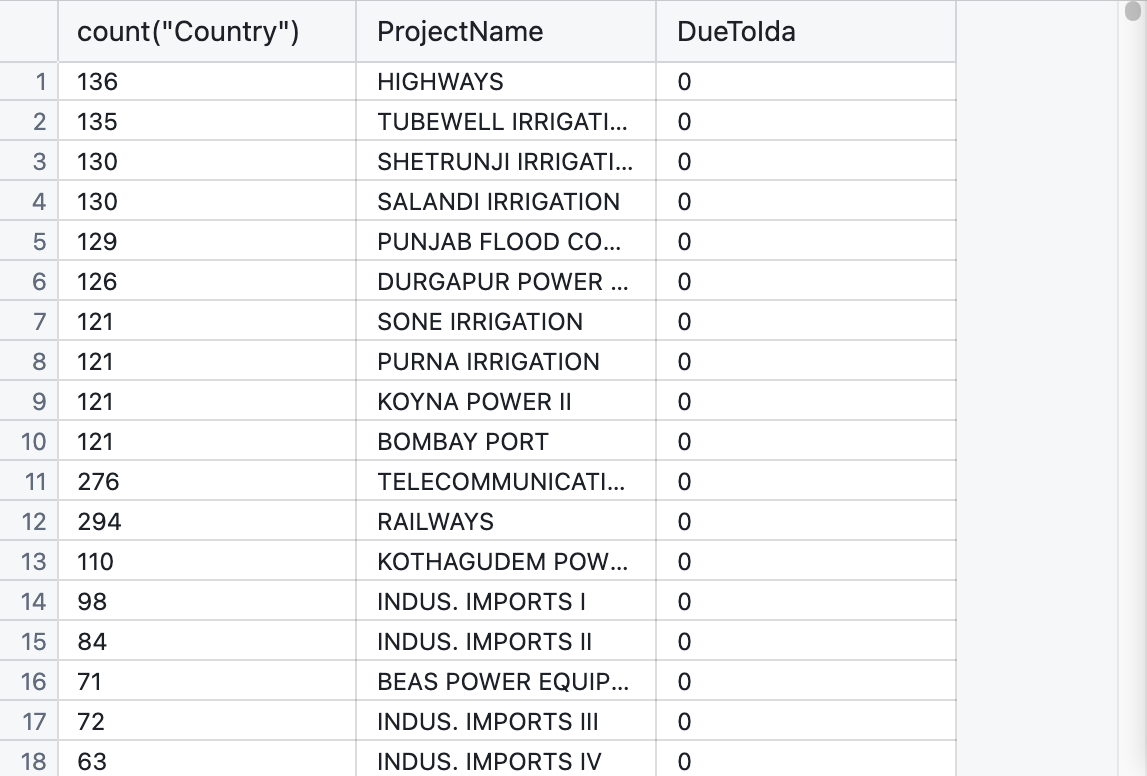 count("Country") ProjectName DueToIda
1 136 HIGHWAYS 0
2 135 TUBEWELL IRRIGATI... 0
3 130 SHETRUNJI IRRIGATI... 0
4 130 SALANDI IRRIGATION 0
5 129 PUNJAB FLOOD CO... 0
6 126 DURGAPUR POWER ... 0
7 121 SONE IRRIGATION 0
8 121 PURNA IRRIGATION 0
9 121 KOYNA POWER II 0
10 121 BOMBAY PORT 0
11 276 TELECOMMUNICATI... 0
12 294 RAILWAYS 0
13 110 KOTHAGUDEM POW... 0
14 98 INDUS. IMPORTS I 0
15 84 INDUS. IMPORTS II 0
16 71 BEAS POWER EQUIP... 0
17 72 INDUS. IMPORTS III 0
18 63 INDUS. IMPORTS IV 0